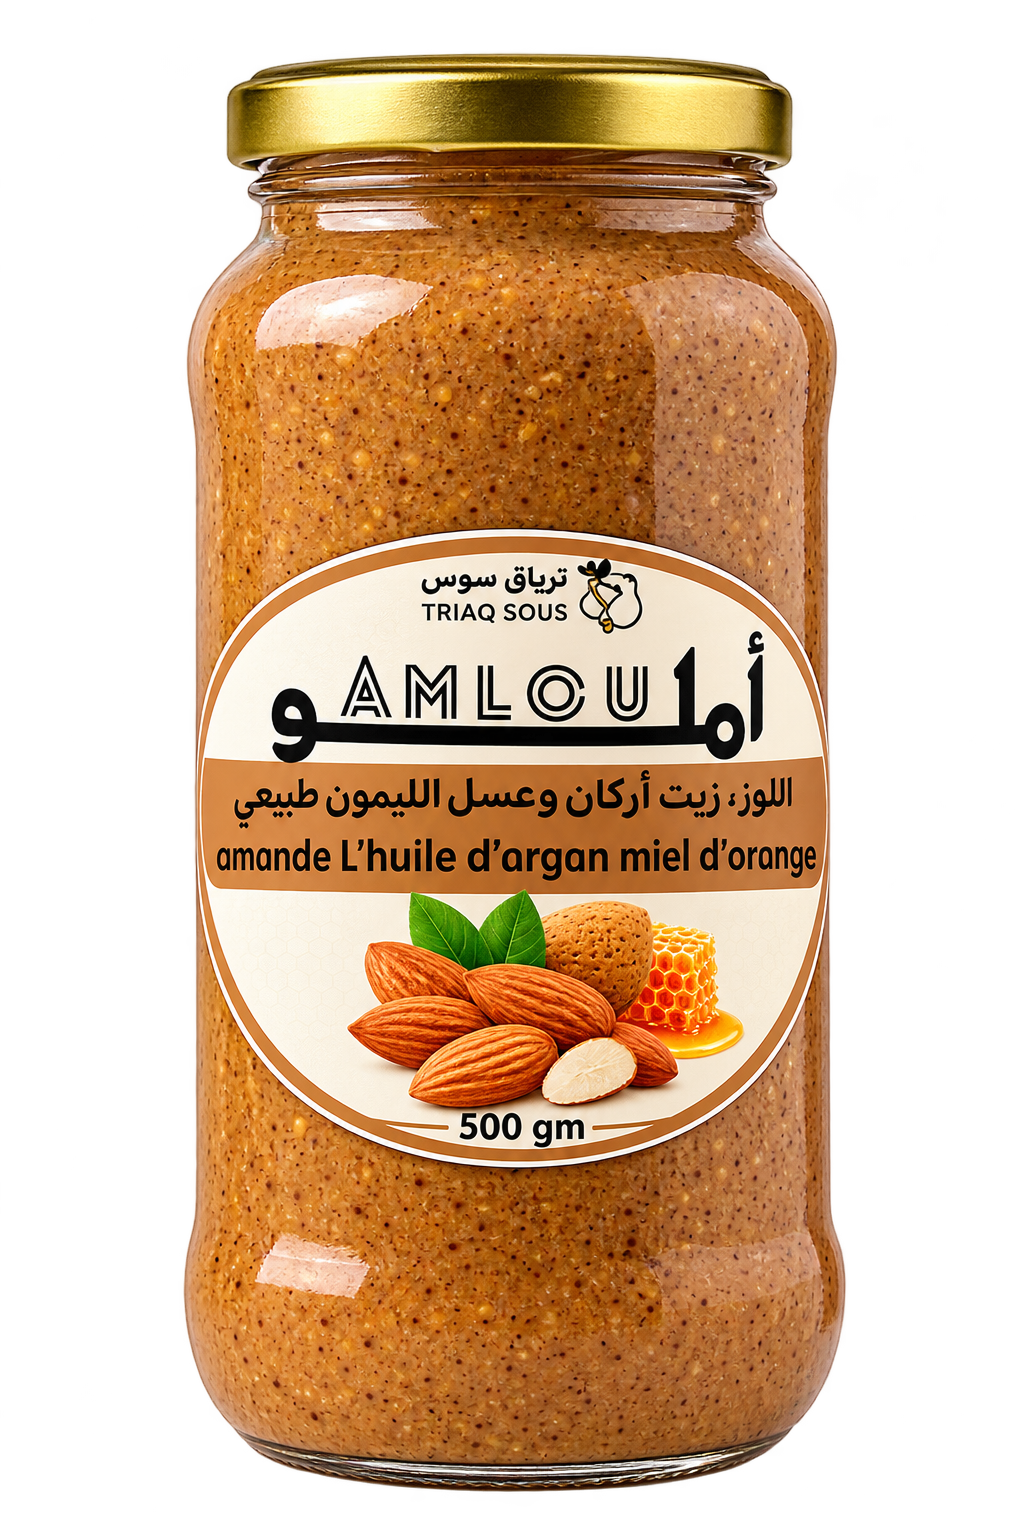 ترياق سوس
TRIAQ SOUS
أملو
AMLOU
اللوز، زيت أركان وعسل الليمون طبيعي
amande L’huile d’argan miel d’orange
500 gm